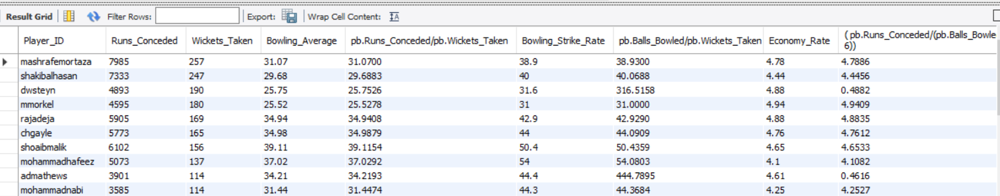 Result Grid Filter Rows: Export: Wrap Cell Content: IA
Player_ID Runs_Conceded Wickets_Taken Bowling_Average pb.Runs_Conceded/pb.Wickets_Taken Bowling_Strike_Rate pb.Balls_Bowled/pb.Wickets_Taken Economy_Rate ( pb.Runs_Conceded/(pb.Balls_Bowle
6))
mashrafemortaza 7985 257 31.07 31.0700 38.9 38.9300 4.78 4.7886
shakibalhasan 7333 247 29.68 29.6883 40 40.0688 4.44 4.4456
dwsteyn 4893 190 25.75 25.7526 31.6 316.5158 4.88 0.4882
mmorkel 4595 180 25.52 25.5278 31 31.0000 4.94 4.9409
rajadeja 5905 169 34.94 34.9408 42.9 42.9290 4.88 4.8835
chgayle 5773 165 34.98 34.9879 44 44.0909 4.76 4.7612
shoaibmalik 6102 156 39.11 39.1154 50.4 50.4359 4.65 4.6533
mohammadhafeez 5073 137 37.02 37.0292 54 54.0803 4.1 4.1082
admathews 3901 114 34.21 34.2193 44.4 444.7895 4.61 0.4616
mohammadnabi 3585 114 31.44 31.4474 44.3 44.3684 4.25 4.2527